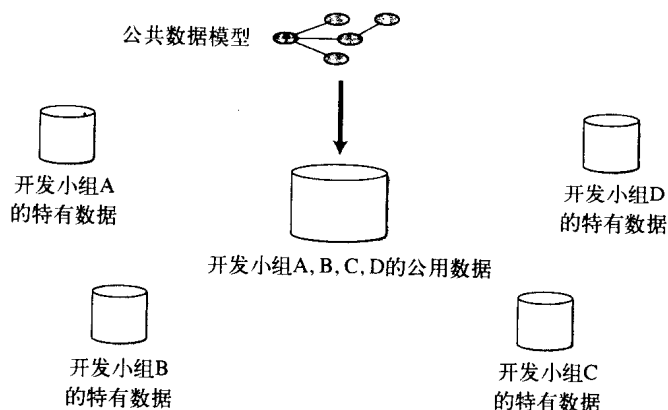 公共数据模型
开发小组A
的特有数据
开发小组D
的特有数据
开发小组A, B, C, D的公用数据
开发小组B
的特有数据
开发小组C
的特有数据